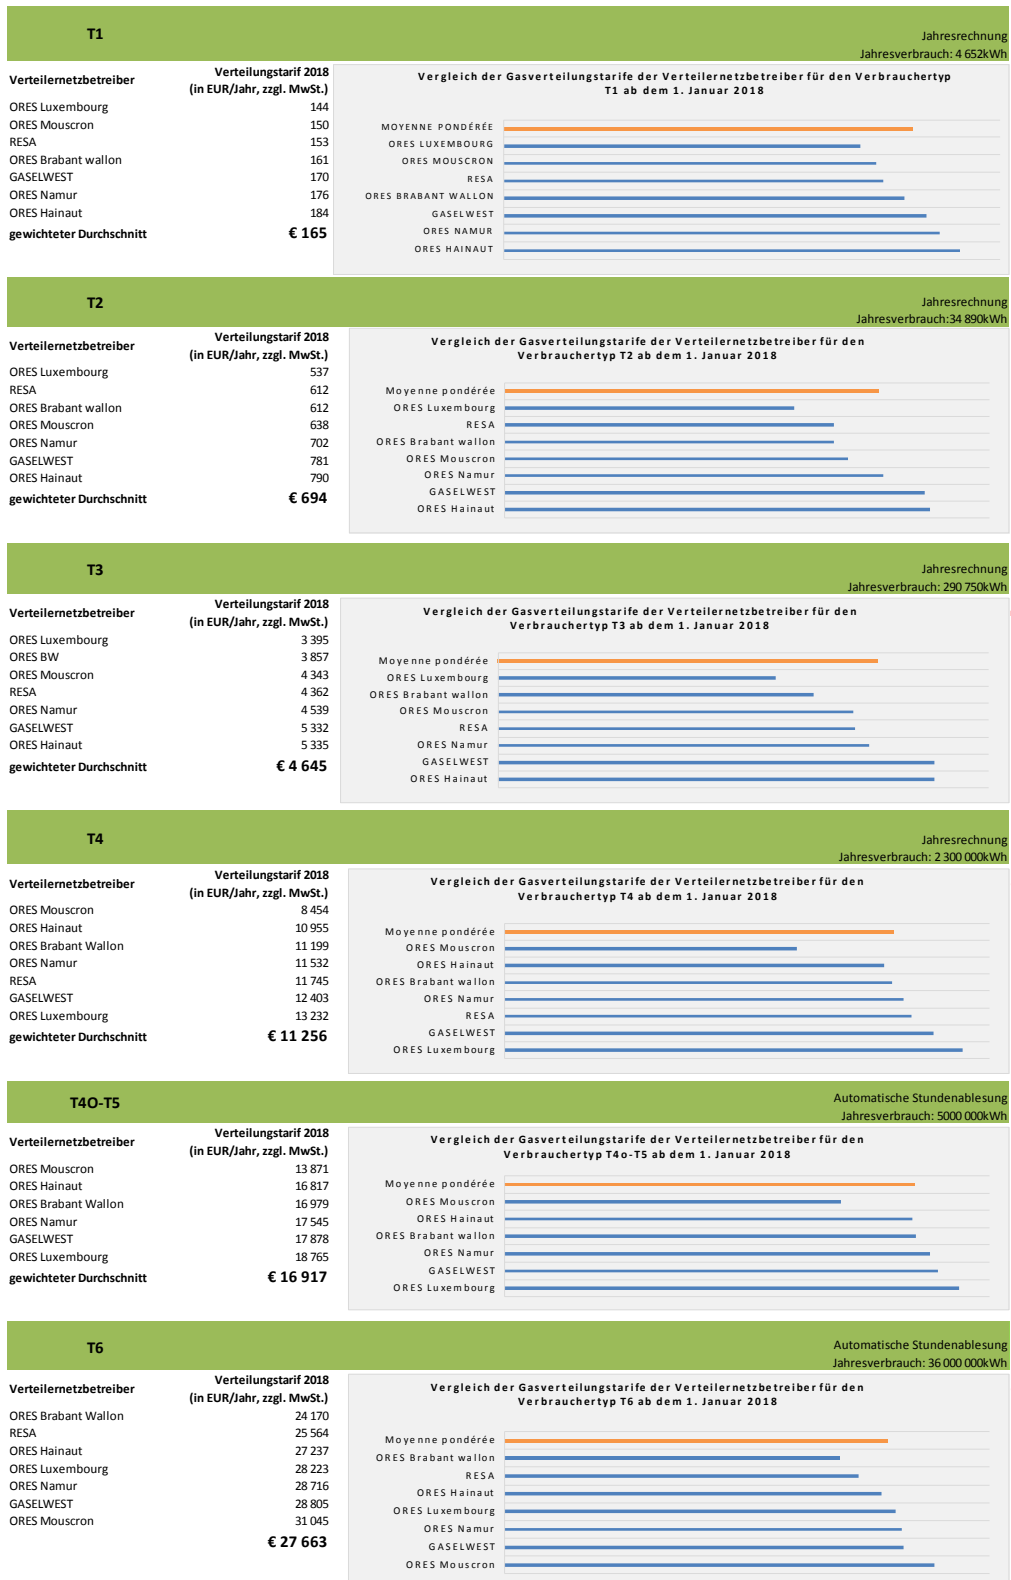 T1
Jahresrechnung
Jahresverbrauch: 4 652kWh
Verteilernetzbetreiber
Verteilungstarif 2018
(in EUR/Jahr, zzgl. MwSt.)
ORES Luxembourg 144
ORES Mouscron 150
RESA 153
ORES Brabant wallon 161
GASELWEST 170
ORES Namur 176
ORES Hainaut 184
gewichteter Durchschnitt € 165
Vergleich der Gasverteilungstarife der Verteilernetzbetreiber für den Verbrauchertyp
T1 ab dem 1. Januar 2018
MOYENNE PONDÉRÉE
ORES LUXEMBOURG
ORES MOUSCRON
RESA
ORES BRABANT WALLON
GASELWEST
ORES NAMUR
ORES HAINAUT
T2
Jahresrechnung
Jahresverbrauch:34 890kWh
Verteilernetzbetreiber
Verteilungstarif 2018
(in EUR/Jahr, zzgl. MwSt.)
ORES Luxembourg 537
RESA 612
ORES Brabant wallon 612
ORES Mouscron 638
ORES Namur 702
GASELWEST 781
ORES Hainaut 790
gewichteter Durchschnitt € 694
Vergleich der Gasverteilungstarife der Verteilernetzbetreiber für den
Verbrauchertyp T2 ab dem 1. Januar 2018
Moyenne pondérée
ORES Luxembourg
RESA
ORES Brabant wallon
ORES Mouscron
ORES Namur
GASELWEST
ORES Hainaut
T3
Jahresrechnung
Jahresverbrauch: 290 750kWh
Verteilernetzbetreiber
Verteilungstarif 2018
(in EUR/Jahr, zzgl. MwSt.)
ORES Luxembourg 3 395
ORES BW 3 857
ORES Mouscron 4 343
RESA 4 362
ORES Namur 4 539
GASELWEST 5 332
ORES Hainaut 5 335
gewichteter Durchschnitt € 4 645
Vergleich der Gasverteilungstarife der Verteilernetzbetreiber für den
Verbrauchertyp T3 ab dem 1. Januar 2018
Moyenne pondérée
ORES Luxembourg
ORES Brabant wallon
ORES Mouscron
RESA
ORES Namur
GASELWEST
ORES Hainaut
T4
Jahresrechnung
Jahresverbrauch: 2 300 000kWh
Verteilernetzbetreiber
Verteilungstarif 2018
(in EUR/Jahr, zzgl. MwSt.)
ORES Mouscron 8 454
ORES Hainaut 10 955
ORES Brabant Wallon 11 199
ORES Namur 11 532
RESA 11 745
GASELWEST 12 403
ORES Luxembourg 13 232
gewichteter Durchschnitt € 11 256
Vergleich der Gasverteilungstarife der Verteilernetzbetreiber für den
Verbrauchertyp T4 ab dem 1. Januar 2018
Moyenne pondérée
ORES Mouscron
ORES Hainaut
ORES Brabant wallon
ORES Namur
RESA
GASELWEST
ORES Luxembourg
T4O-T5
Automatische Stundenablesung
Jahresverbrauch: 5000 000kWh
Verteilernetzbetreiber
Verteilungstarif 2018
(in EUR/Jahr, zzgl. MwSt.)
ORES Mouscron 13 871
ORES Hainaut 16 817
ORES Brabant Wallon 16 979
ORES Namur 17 545
GASELWEST 17 878
ORES Luxembourg 18 765
gewichteter Durchschnitt € 16 917
Vergleich der Gasverteilungstarife der Verteilernetzbetreiber für den
Verbrauchertyp T4o-T5 ab dem 1. Januar 2018
Moyenne pondérée
ORES Mouscron
ORES Hainaut
ORES Brabant wallon
ORES Namur
GASELWEST
ORES Luxembourg
T6
Automatische Stundenablesung
Jahresverbrauch: 36 000 000kWh
Verteilernetzbetreiber
Verteilungstarif 2018
(in EUR/Jahr, zzgl. MwSt.)
ORES Brabant Wallon 24 170
RESA 25 564
ORES Hainaut 27 237
ORES Luxembourg 28 223
ORES Namur 28 716
GASELWEST 28 805
ORES Mouscron 31 045
€ 27 663
Vergleich der Gasverteilungstarife der Verteilernetzbetreiber für den
Verbrauchertyp T6 ab dem 1. Januar 2018
Moyenne pondérée
ORES Brabant wallon
RESA
ORES Hainaut
ORES Luxembourg
ORES Namur
GASELWEST
ORES Mouscron